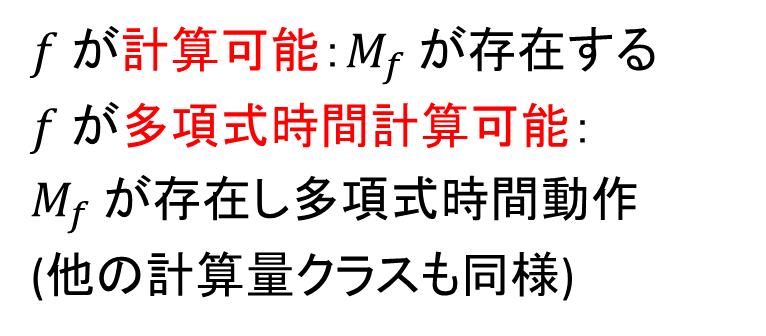 f が計算可能：M_f が存在する
f が多項式時間計算可能：
M_f が存在し多項式時間動作
(他の計算量クラスも同様)